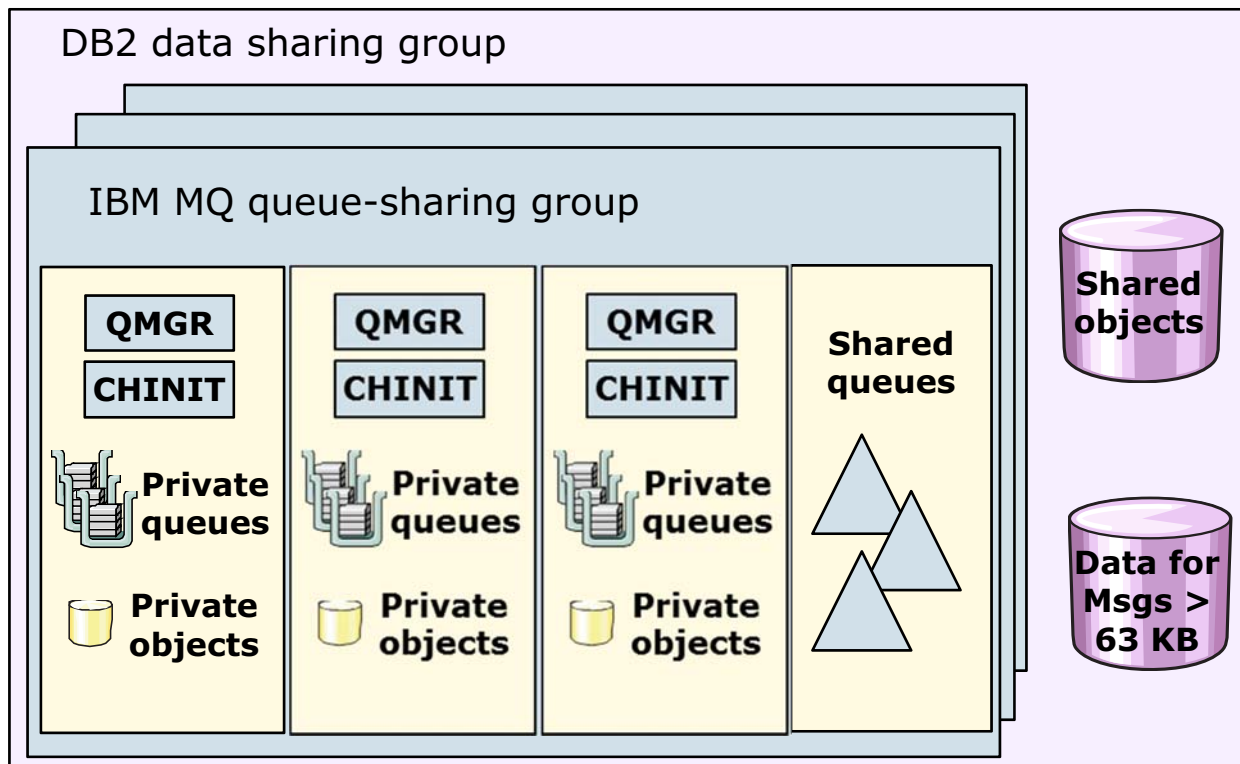 DB2 data sharing group
IBM MQ queue-sharing group
QMGR
CHINIT
Private
queues
Private
objects
QMGR
CHINIT
Private
queues
Private
objects
QMGR
CHINIT
Private
queues
Private
objects
Shared
queues
Shared
objects
Data for
Msgs >
63 KB